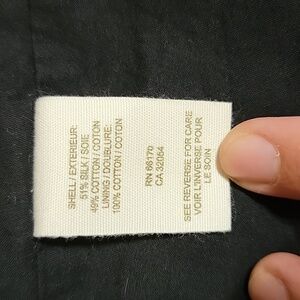 SHELL / EXTERIEUR:
51% SILK / SOIE
49% COTTON / COTON
LINING / DOUBLURE:
100% COTTON / COTON
RN 66170
CA 32054
SEE REVERSE FOR CARE
VOIR L'INVERSE POUR
LE SOIN